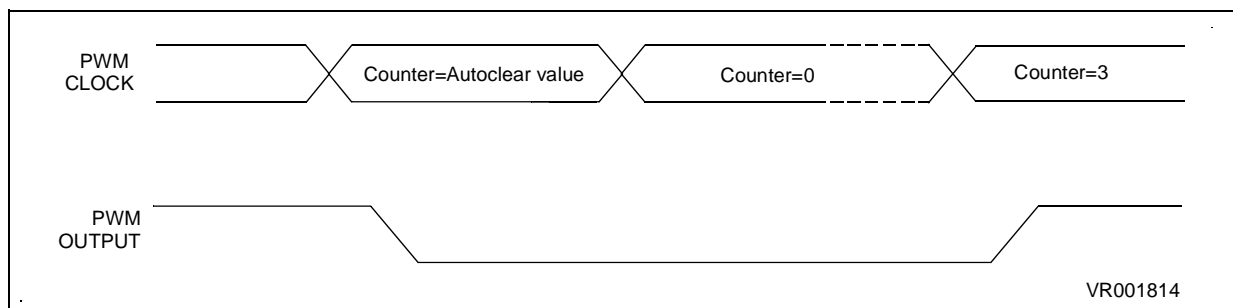 PWM
CLOCK
Counter=Autoclear value
Counter=0
Counter=3
PWM
OUTPUT
VR001814